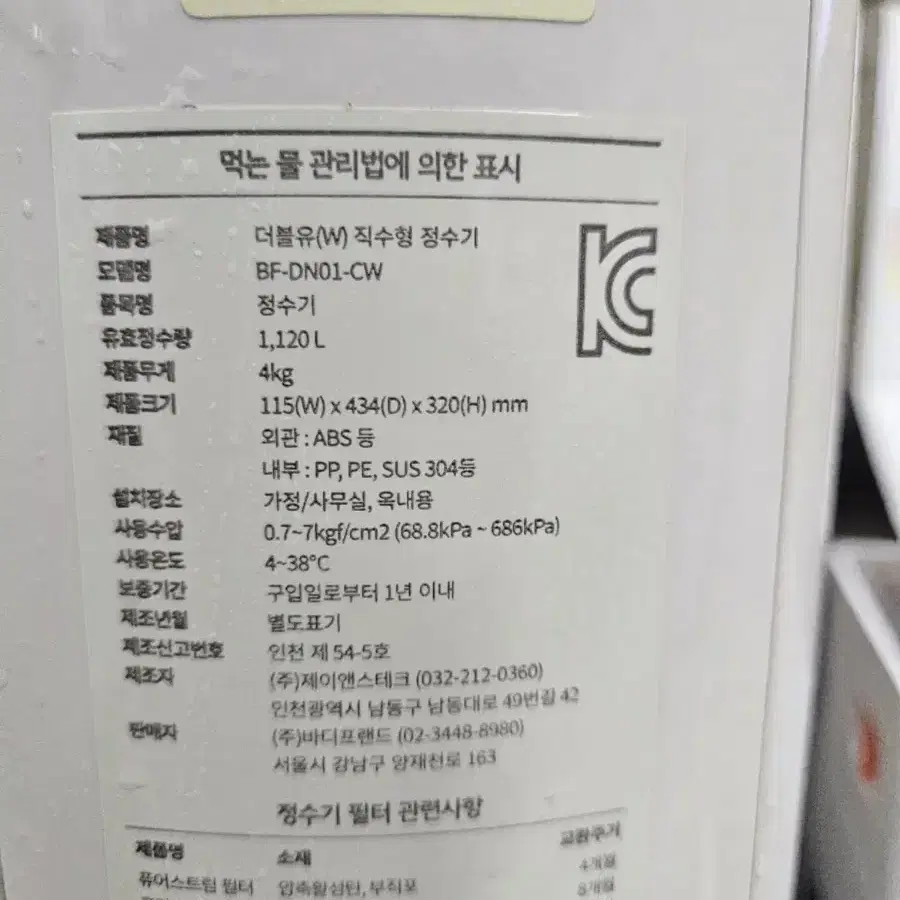 먹는 물 관리법에 의한 표시
제품명 더블유(W) 직수형 정수기
모델명 BF-DN01-CW
품목명 정수기
유효정수량 1,120 L
제품무게 4kg
제품크기 115(W) x 434(D) x 320(H) mm
재질 외관 : ABS 등
내부 : PP, PE, SUS 304등
설치장소 가정/사무실, 옥내용
사용수압 0.7~7kgf/cm2 (68.8kPa ~ 686kPa)
사용온도 4~38℃
보증기간 구입일로부터 1년 이내
제조년월 별도표기
제조신고번호 인천 제 54-5호
제조자 (주)제이앤스테크 (032-212-0360)
인천광역시 남동구 남동대로 49번길 42
판매자 (주)바디프랜드 (02-3448-8980)
서울시 강남구 양재천로 163
정수기 필터 관련사항
제품명 소재 교환주기
4개월
퓨어스트림 필터 압축활성탄, 부직포 8개월